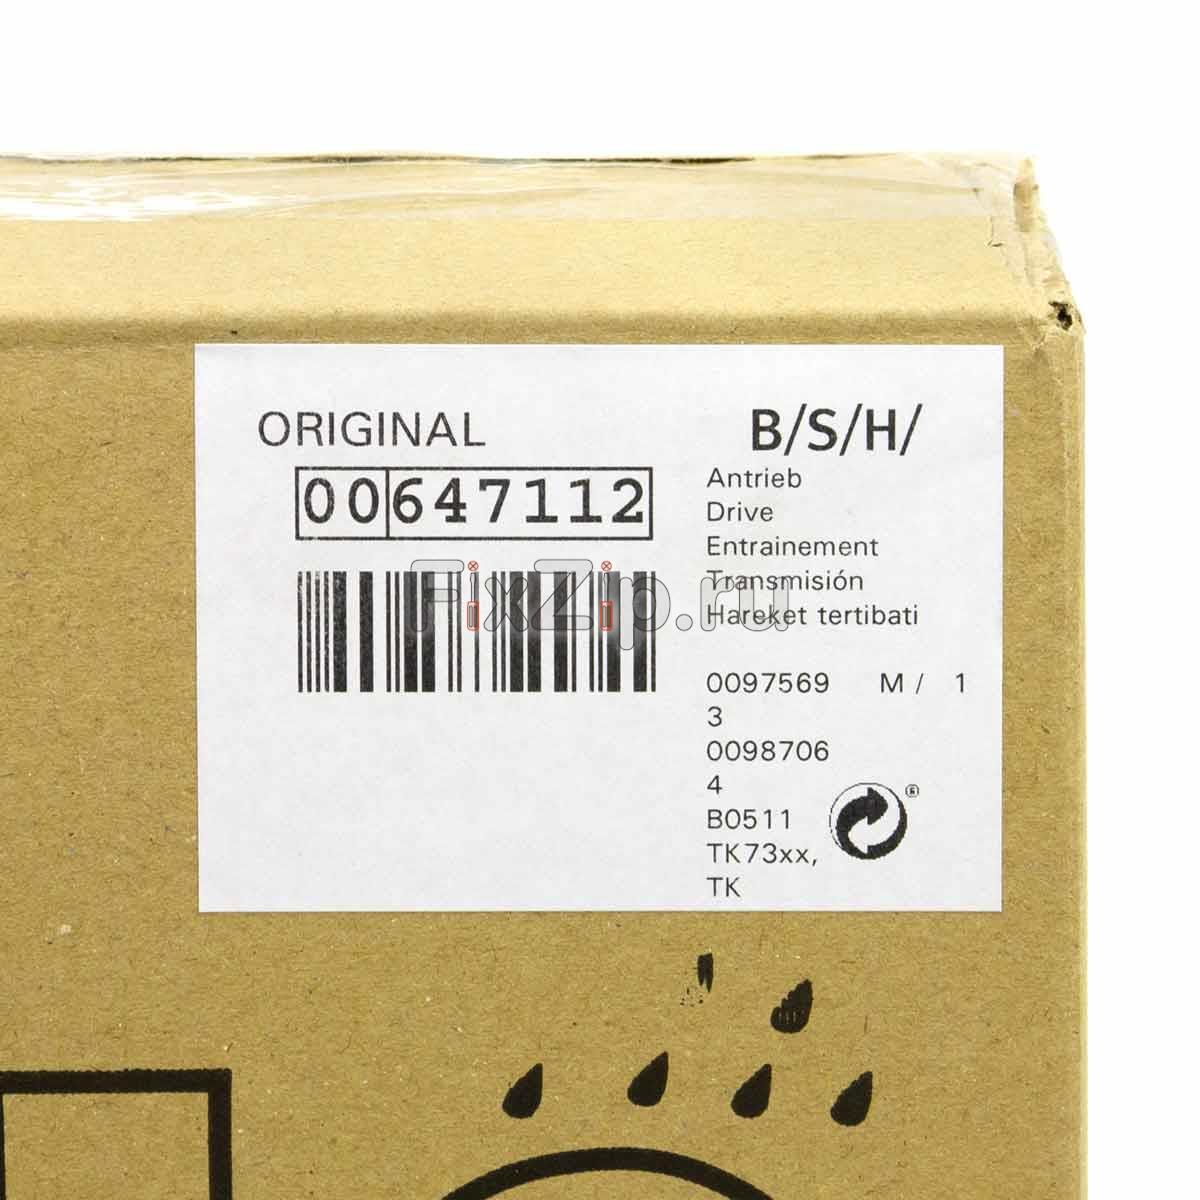 ORIGINAL
00647112
B/S/H/
Antrieb
Drive
Entrainement
Transmisión
Hareket tertibati
0097569 M / 1
3
0098706
4
B0511
TK73xx,
TK
FixZip.ru